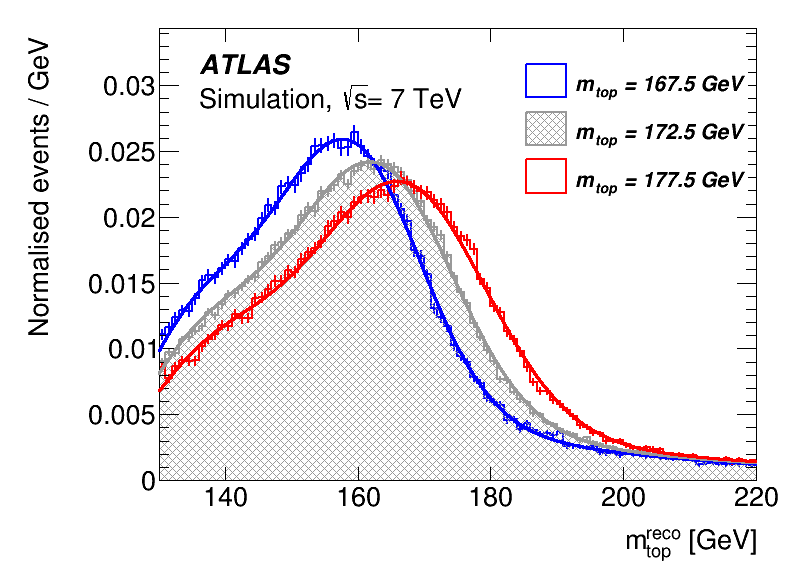 Normalised events / GeV
ATLAS
Simulation, √s= 7 TeV
m_top = 167.5 GeV
m_top = 172.5 GeV
m_top = 177.5 GeV
0.03
0.025
0.02
0.015
0.01
0.005
0
140 160 180 200 220
m_top^reco [GeV]